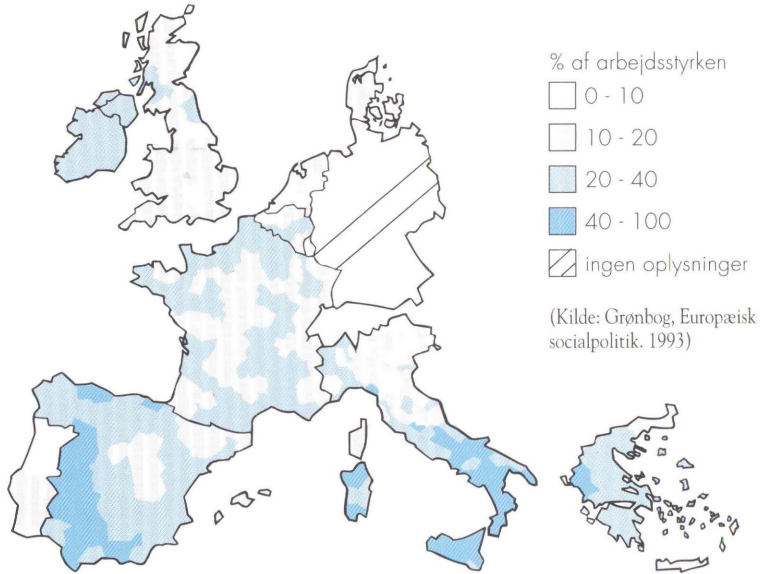 % af arbejdsstyrken
0 - 10
10 - 20
20 - 40
40 - 100
ingen oplysninger
(Kilde: Grønbog, Europæisk
socialpolitik. 1993)